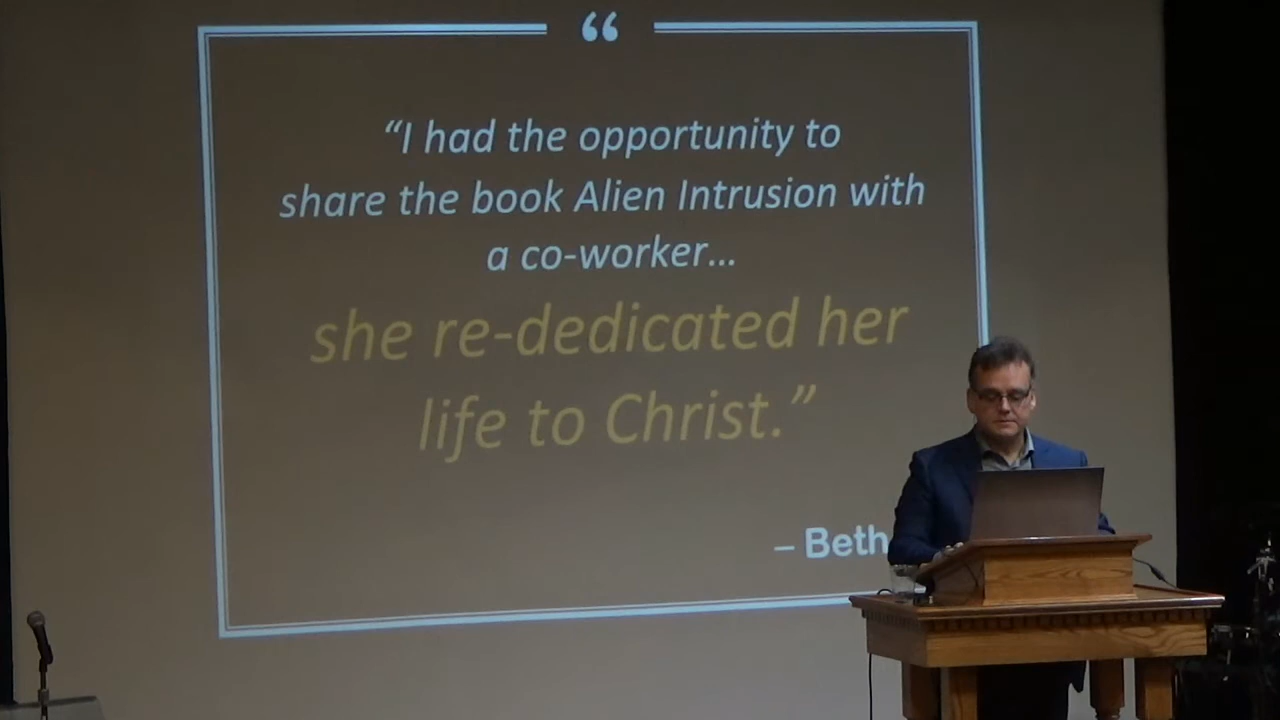 “
“I had the opportunity to
share the book Alien Intrusion with
a co-worker...
she re-dedicated her
life to Christ.”
– Beth